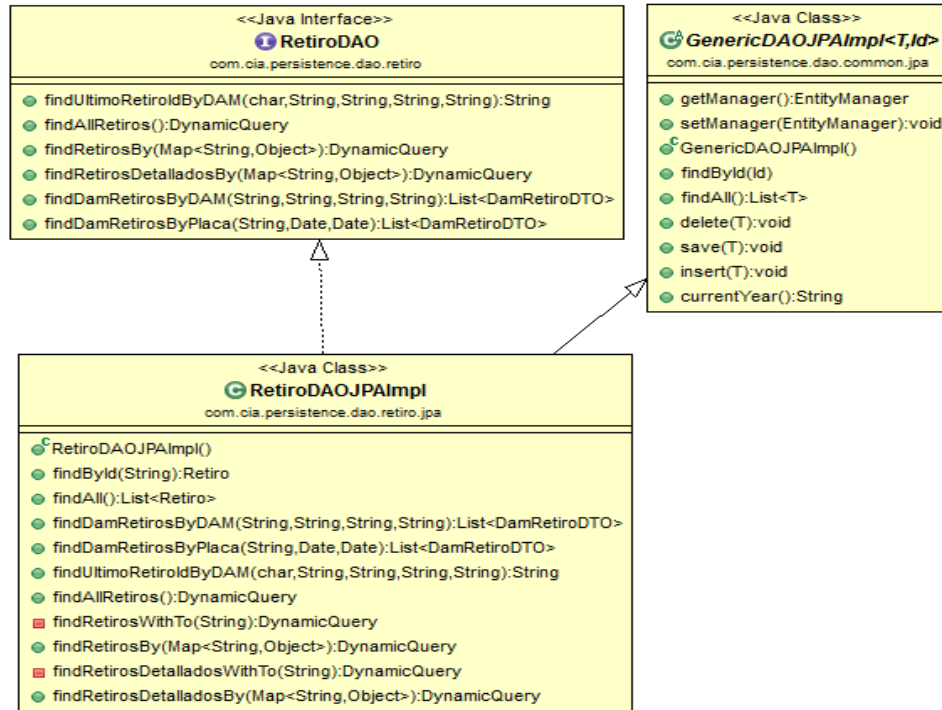 <<Java Interface>>
RetiroDAO
com.cia.persistence.dao.retiro
findUltimoRetiroIdByDAM(char,String,String,String,String):String
findAllRetiros():DynamicQuery
findRetirosBy(Map<String,Object>):DynamicQuery
findRetirosDetalladosBy(Map<String,Object>):DynamicQuery
findDamRetirosByDAM(String,String,String,String):List<DamRetiroDTO>
findDamRetirosByPlaca(String,Date,Date):List<DamRetiroDTO>
<<Java Class>>
GenericDAOJPAImpl<T,Id>
com.cia.persistence.dao.common.jpa
getManager():EntityManager
setManager(EntityManager):void
GenericDAOJPAImpl()
findById(Id)
findAll():List<T>
delete(T):void
save(T):void
insert(T):void
currentYear():String
<<Java Class>>
RetiroDAOJPAImpl
com.cia.persistence.dao.retiro.jpa
RetiroDAOJPAImpl()
findById(String):Retiro
findAll():List<Retiro>
findDamRetirosByDAM(String,String,String,String):List<DamRetiroDTO>
findDamRetirosByPlaca(String,Date,Date):List<DamRetiroDTO>
findUltimoRetiroIdByDAM(char,String,String,String,String):String
findAllRetiros():DynamicQuery
findRetirosWithTo(String):DynamicQuery
findRetirosBy(Map<String,Object>):DynamicQuery
findRetirosDetalladosWithTo(String):DynamicQuery
findRetirosDetalladosBy(Map<String,Object>):DynamicQuery